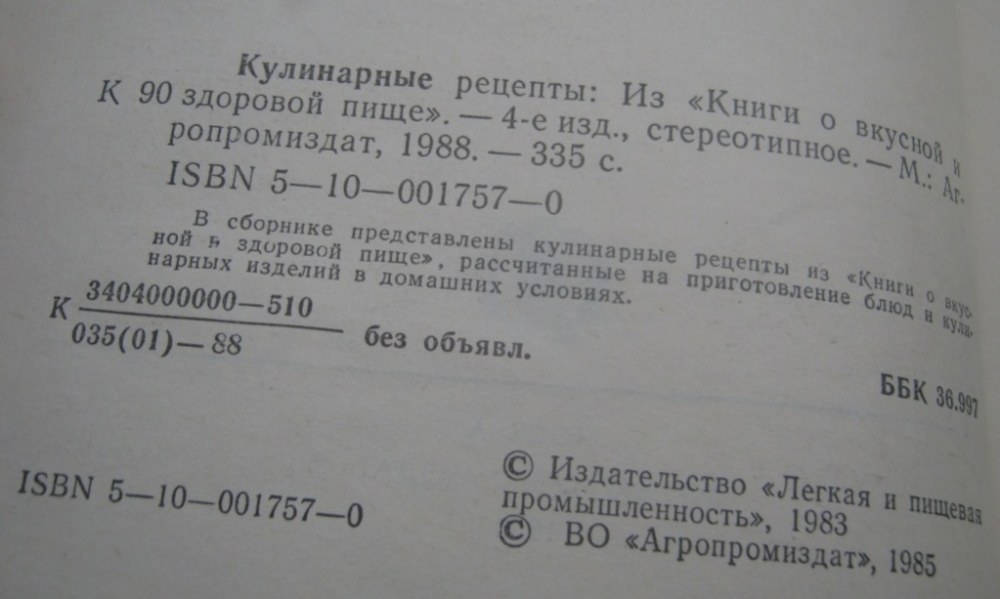 Кулинарные рецепты: Из «Книги о вкусной и
К 90 здоровой пище». — 4-е изд., стереотипное. — М.: Аг-
ропромиздат, 1988. — 335 с.
ISBN 5—10—001757—0
В сборнике представлены кулинарные рецепты из «Книги о вкус-
ной и здоровой пище», рассчитанные на приготовление блюд и кули-
нарных изделий в домашних условиях.
К 3404000000—510
035(01)—88 без объявл.
ББК 36.997
ISBN 5—10—001757—0
© Издательство «Легкая и пищевая
промышленность», 1983
© ВО «Агропромиздат», 1985